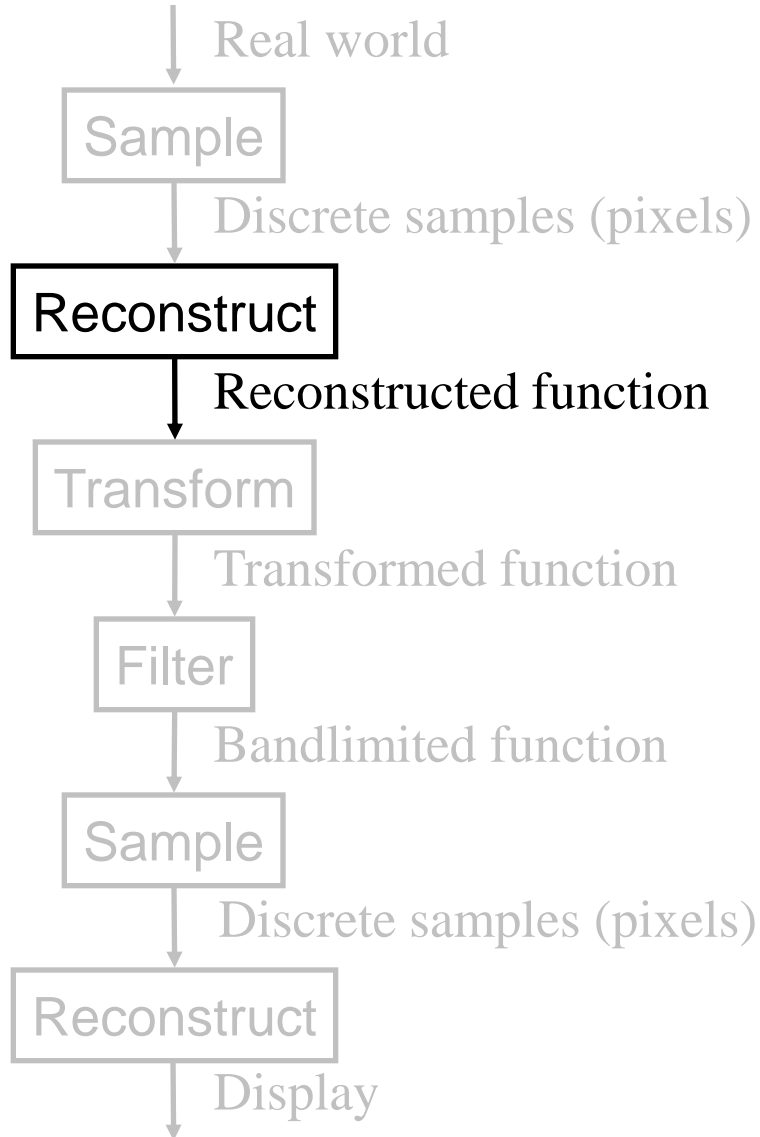 Real world
Sample
Discrete samples (pixels)
Reconstruct
Reconstructed function
Transform
Transformed function
Filter
Bandlimited function
Sample
Discrete samples (pixels)
Reconstruct
Display